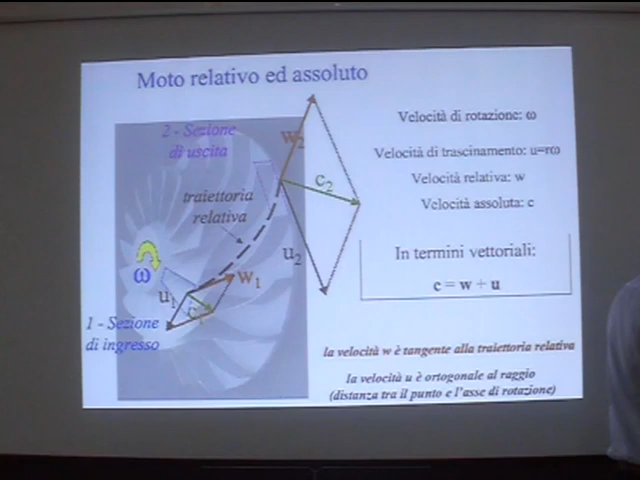 Moto relativo ed assoluto
2 - Sezione
di uscita
traiettoria
relativa
w2
c2
u2
ω
u1
w1
c1
1 - Sezione
di ingresso
Velocità di rotazione: ω
Velocità di trascinamento: u=rω
Velocità relativa: w
Velocità assoluta: c
In termini vettoriali:
c = w + u
la velocità w è tangente alla traiettoria relativa
la velocità u è ortogonale al raggio
(distanza tra il punto e l'asse di rotazione)